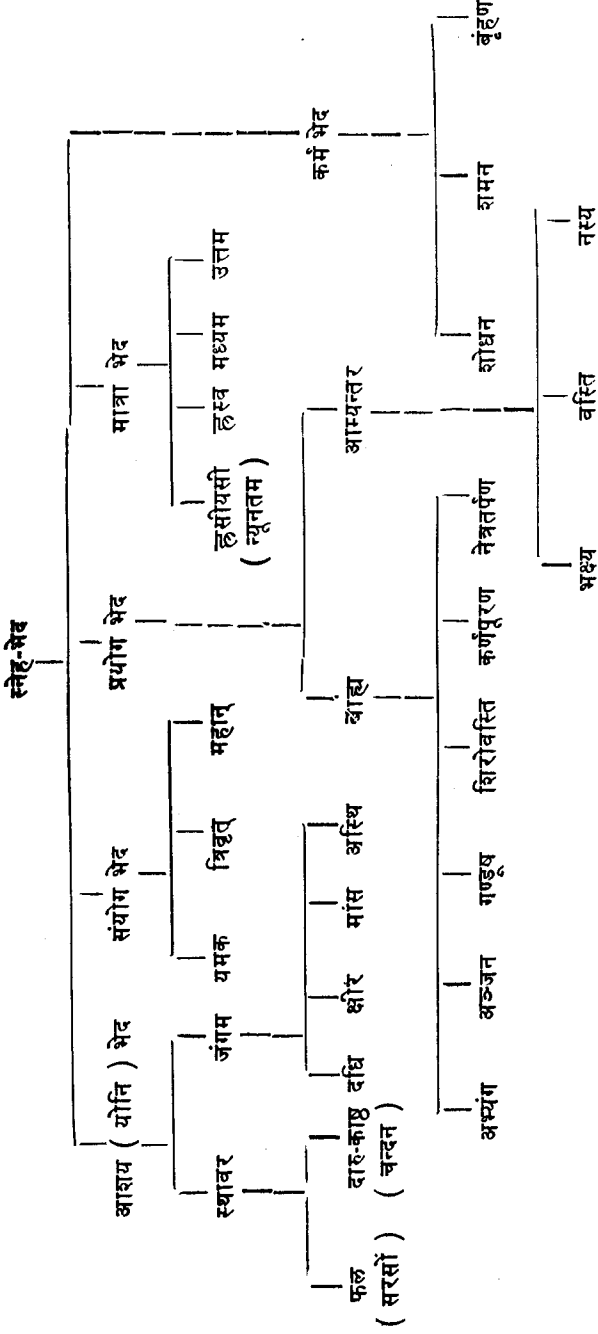 स्नेह-भेद
आशय ( योनि ) भेद
संयोग भेद
प्रयोग भेद
मात्रा भेद
स्थावर
जंगम
यमक
त्रिवृत्
महान्
ह्रसीयसी
( न्यूनतम )
ह्रस्व
मध्यम
उत्तम
कर्म भेद
फल
( सरसों )
दारु-काष्ठ
( चन्दन )
दधि
क्षीर
मांस
अस्थि
बाह्य
आभ्यन्तर
शोधन
शमन
बृंहण
अभ्यंग
अञ्जन
गण्डूष
शिरोवस्ति
कर्णपूरण
नेत्रतर्पण
भक्ष्य
वस्ति
नस्य